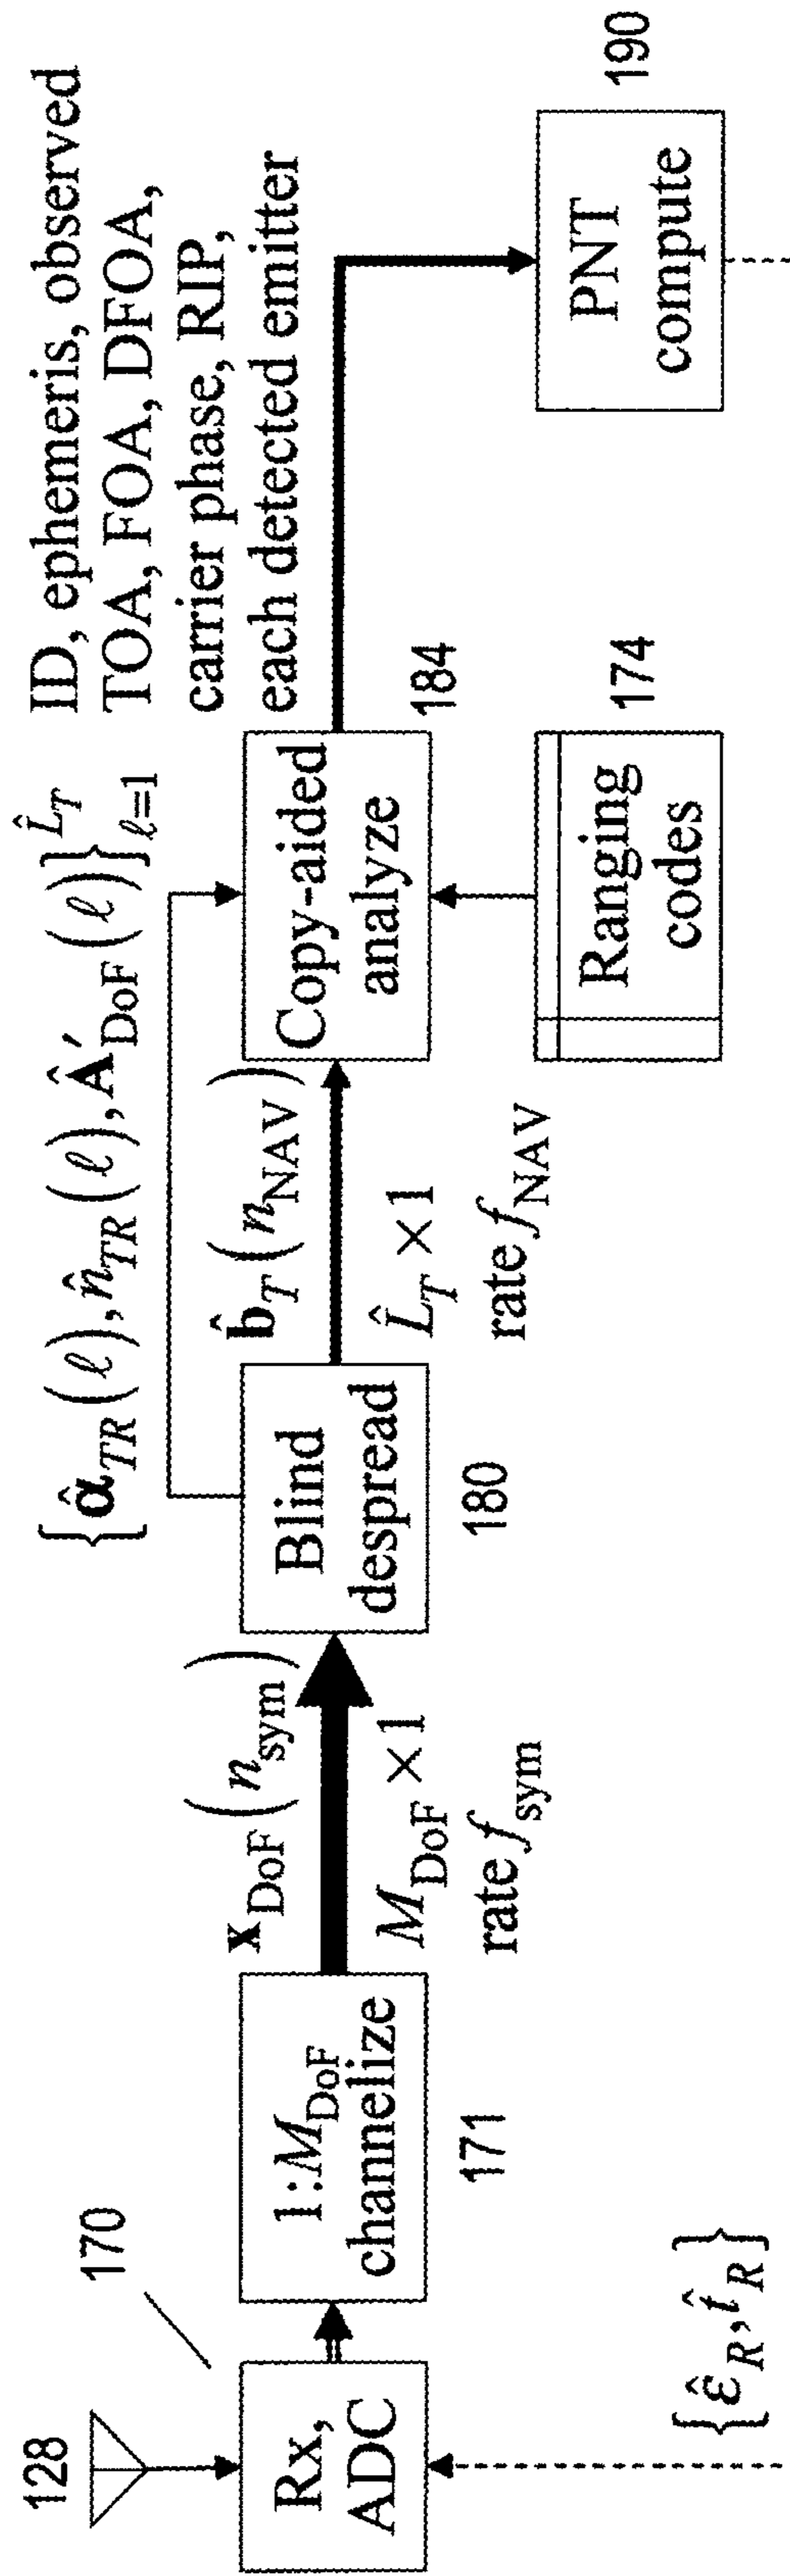 128
170
Rx,
ADC
{ε̂_R, t̂_R}
1:M_DoF
channelize
171
x_DoF(n_sym)
M_DoF × 1
rate f_sym
Blind
despread
180
{α̂_TR(ℓ), n̂_TR(ℓ), Â′_DoF(ℓ)}_{ℓ=1}^{L̂_T}
b̂_T(n_NAV)
L̂_T × 1
rate f_NAV
Copy-aided
analyze
184
Ranging
codes
174
ID, ephemeris, observed
TOA, FOA, DFOA,
carrier phase, RIP,
each detected emitter
PNT
compute
190